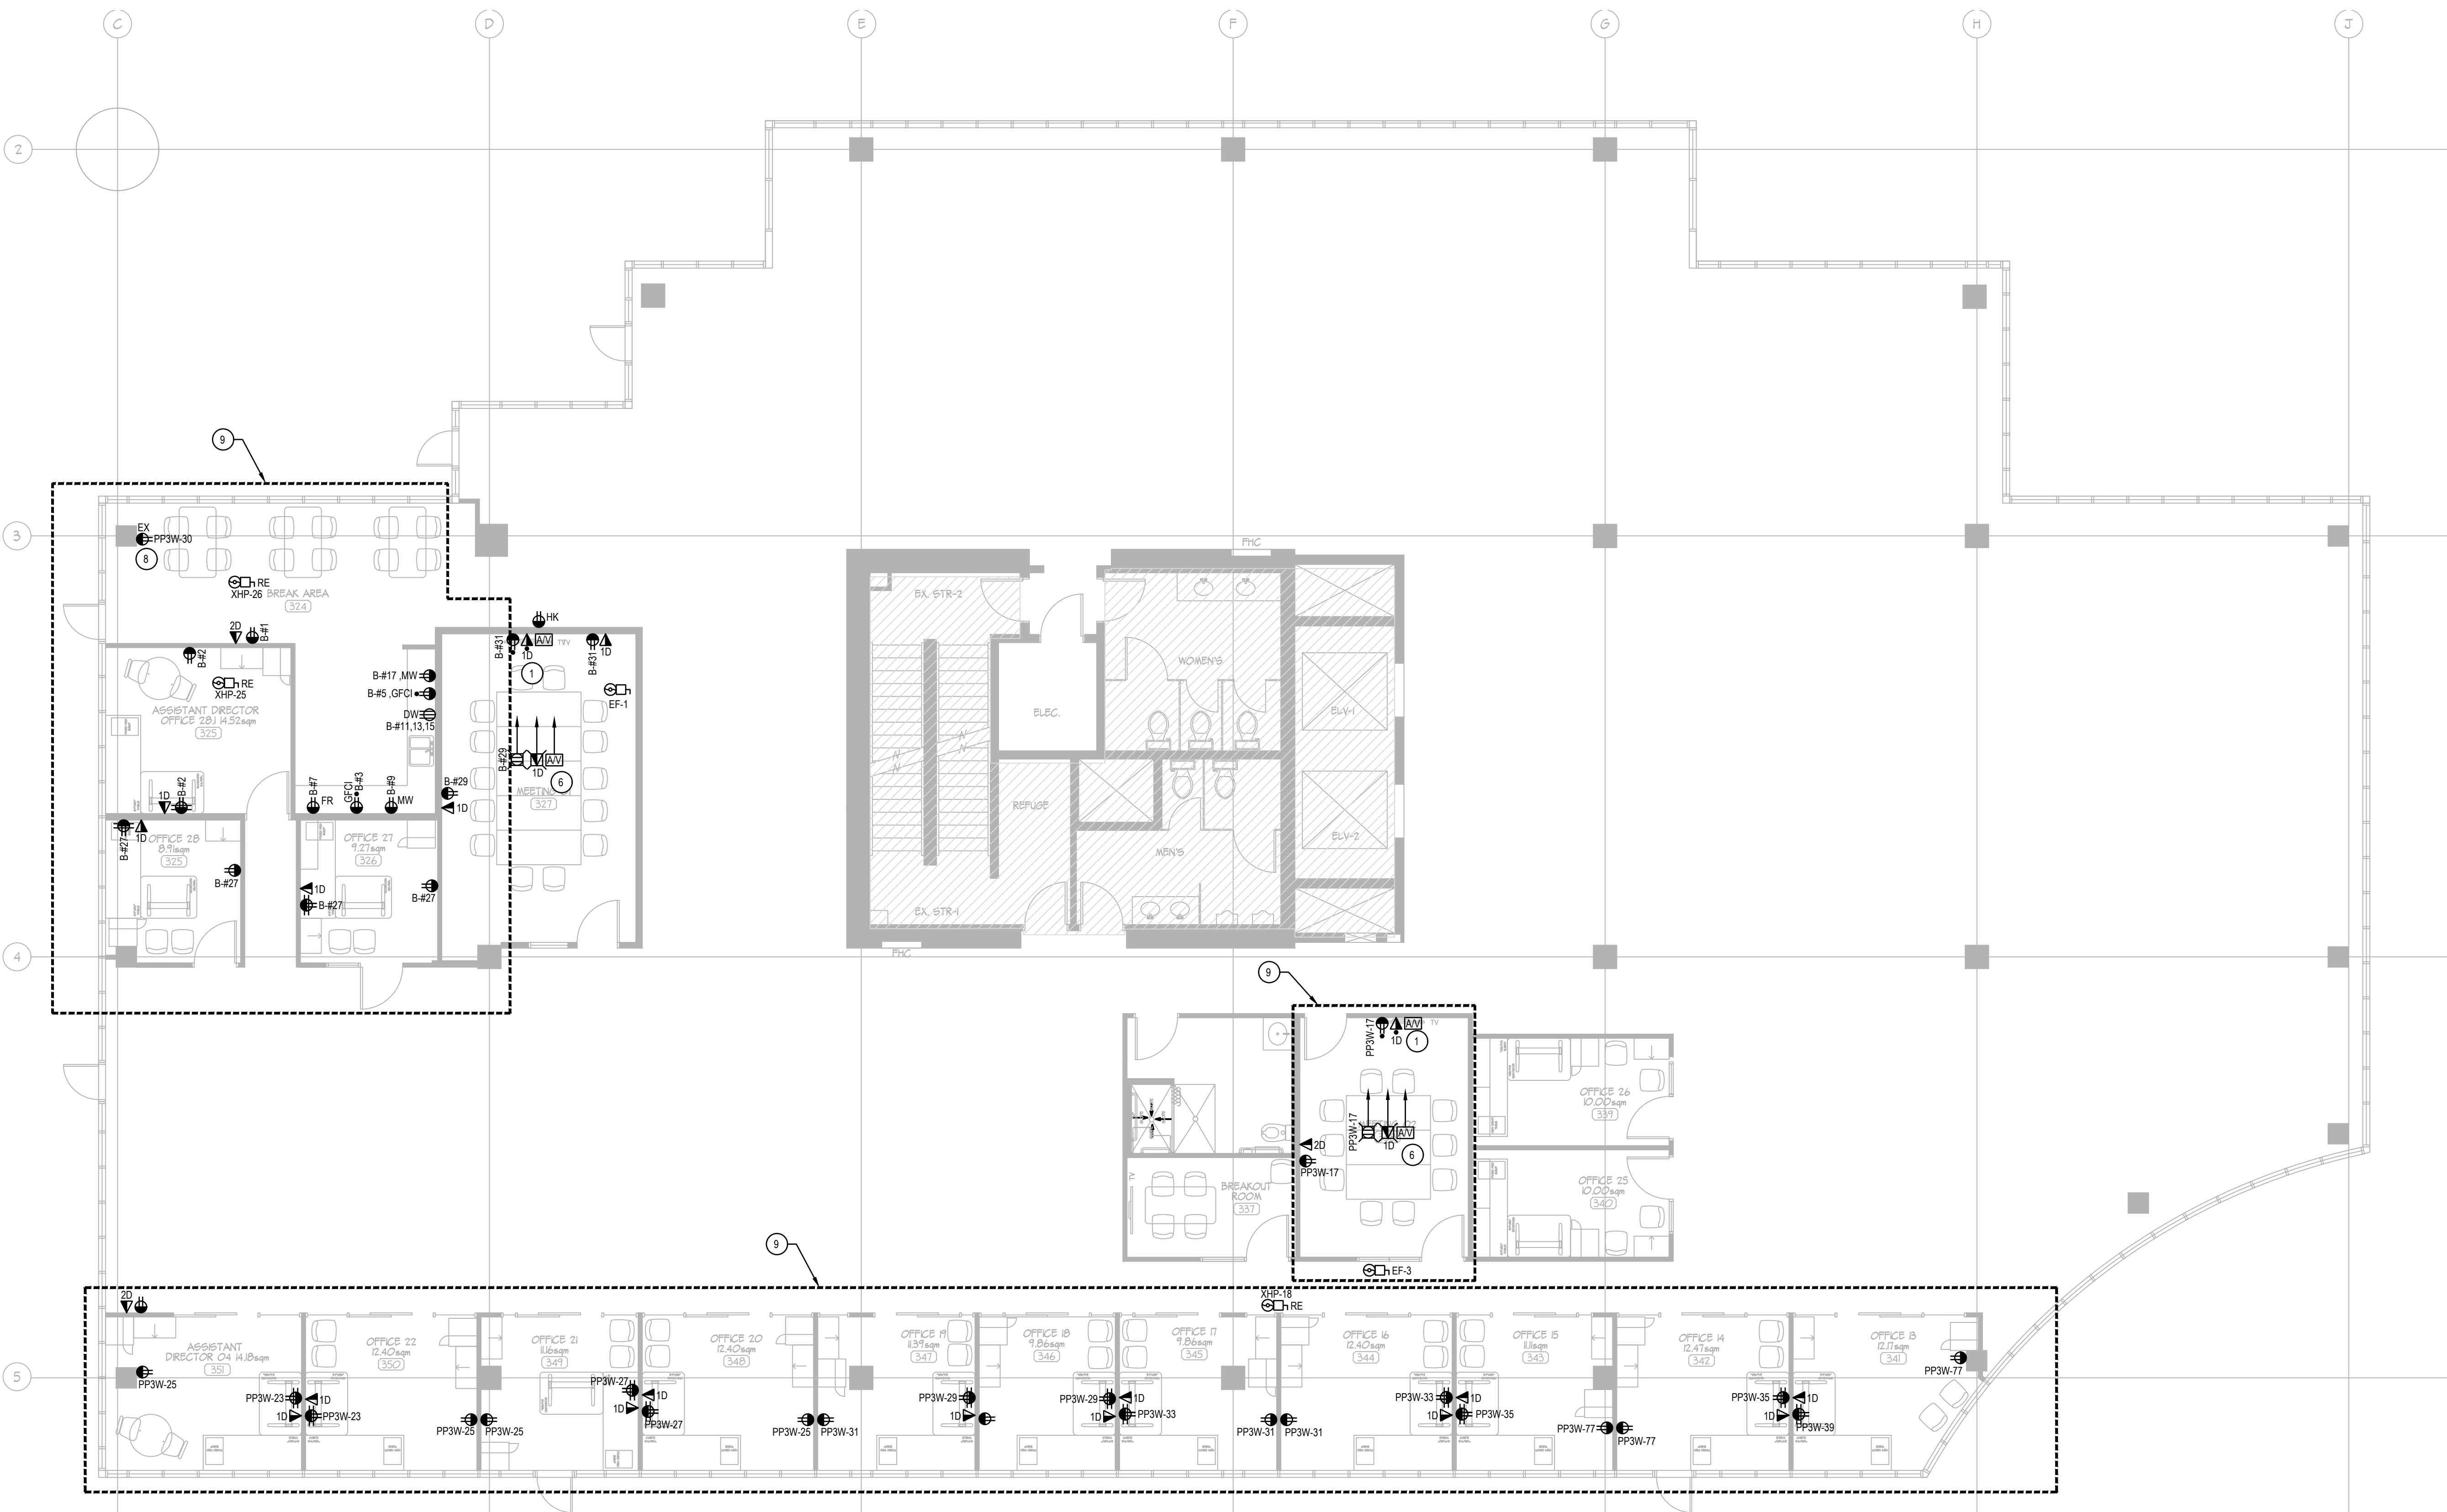 C
D
E
F
G
H
J
2
9
3
EX
PP3W-30
8
RE
XHP-26
BREAK AREA
324
2D
B-#1
B-#2
RE
XHP-25
ASSISTANT DIRECTOR
OFFICE 28.1 14.52sqm
325
B-#17 ,MW
B-#5 ,GFCI
DW
B-#11,13,15
HK
B-#31
1D
A/V
1
B-#31
1D
EF-1
B-#29
1D
A/V
6
327
B-#29
1D
1D
B-#2
B-#7
FR
GFCI
B-#3
B-#9
MW
B-#27
1D
OFFICE 28
8.91sqm
325
B-#27
OFFICE 27
9.27sqm
326
1D
B-#27
B-#27
FHC
EX. STR-2
WOMEN'S
ELEC.
ELV-1
REFUGE
ELV-2
MEN'S
EX. STR-1
FHC
4
9
PP3W-17
1D
A/V
TV
1
PP3W-17
1D
A/V
6
2D
PP3W-17
TV
BREAKOUT
ROOM
337
OFFICE 26
10.00sqm
339
OFFICE 25
10.00sqm
340
EF-3
9
2D
XHP-18
RE
5
ASSISTANT
DIRECTOR 04 14.18sqm
351
OFFICE 22
12.40sqm
350
OFFICE 21
11.16sqm
349
OFFICE 20
12.40sqm
348
OFFICE 19
11.39sqm
347
OFFICE 18
9.86sqm
346
OFFICE 17
9.86sqm
345
OFFICE 16
12.40sqm
344
OFFICE 15
11.11sqm
343
OFFICE 14
12.47sqm
342
OFFICE 13
12.17sqm
341
PP3W-25
PP3W-23
1D
1D
PP3W-23
PP3W-25
PP3W-25
PP3W-27
1D
1D
PP3W-27
PP3W-25
PP3W-31
PP3W-29
1D
PP3W-29
1D
1D
PP3W-33
PP3W-31
PP3W-31
PP3W-33
1D
1D
PP3W-35
PP3W-77
PP3W-77
PP3W-35
1D
1D
PP3W-39
PP3W-77